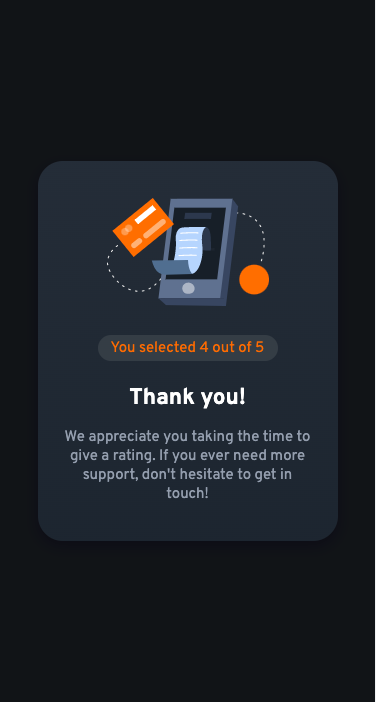 You selected 4 out of 5
Thank you!
We appreciate you taking the time to
give a rating. If you ever need more
support, don't hesitate to get in
touch!